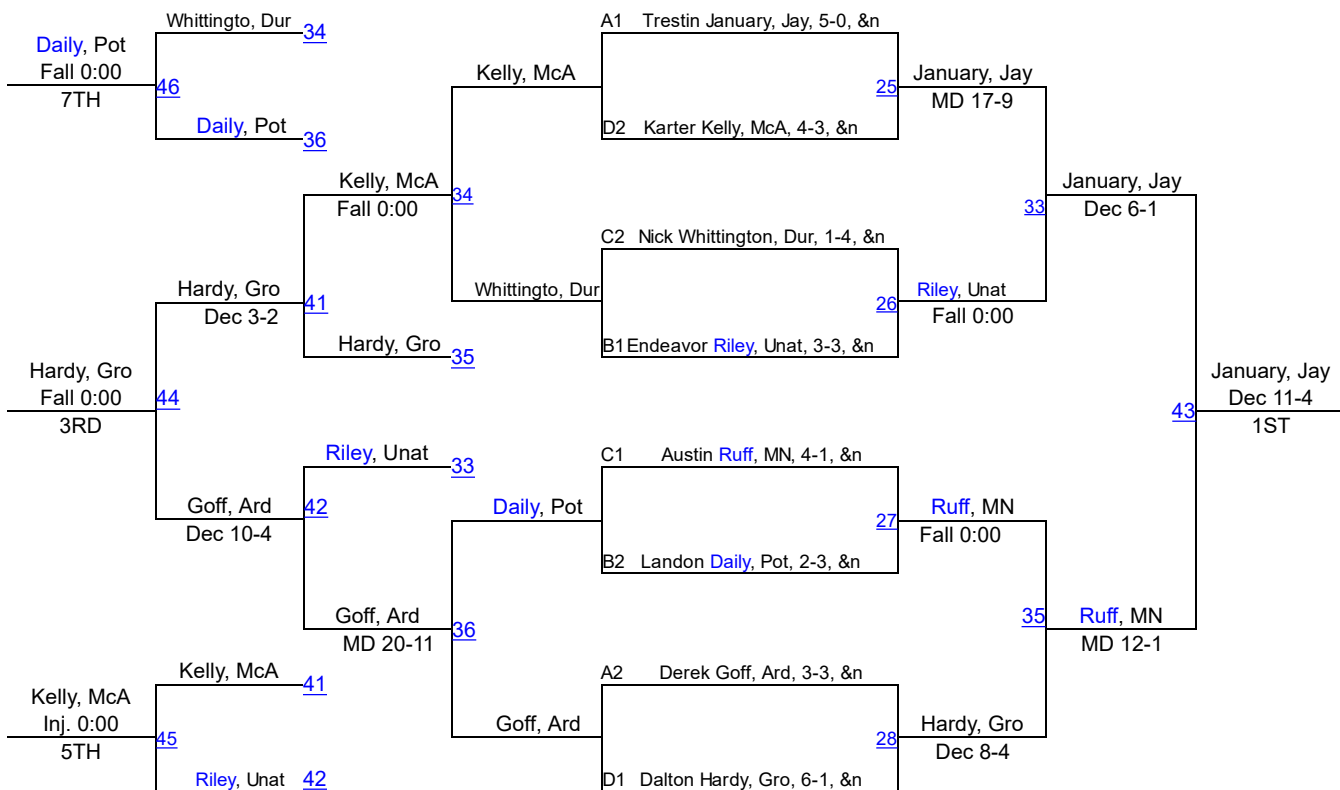 Whittingto, Dur
34
Daily, Pot
Fall 0:00
7TH
46
Daily, Pot
36
Kelly, McA
A1 Trestin January, Jay, 5-0, &n
25
D2 Karter Kelly, McA, 4-3, &n
January, Jay
MD 17-9
Kelly, McA
Fall 0:00
34
33
January, Jay
Dec 6-1
C2 Nick Whittington, Dur, 1-4, &n
Whittingto, Dur
26
B1 Endeavor Riley, Unat, 3-3, &n
Riley, Unat
Fall 0:00
Hardy, Gro
Dec 3-2
41
Hardy, Gro
35
Hardy, Gro
Fall 0:00
3RD
44
43
January, Jay
Dec 11-4
1ST
Riley, Unat
33
Goff, Ard
Dec 10-4
42
Daily, Pot
C1 Austin Ruff, MN, 4-1, &n
27
B2 Landon Daily, Pot, 2-3, &n
Ruff, MN
Fall 0:00
Goff, Ard
MD 20-11
36
35
Ruff, MN
MD 12-1
Kelly, McA
41
Kelly, McA
Inj. 0:00
5TH
45
Riley, Unat
42
Goff, Ard
A2 Derek Goff, Ard, 3-3, &n
28
D1 Dalton Hardy, Gro, 6-1, &n
Hardy, Gro
Dec 8-4